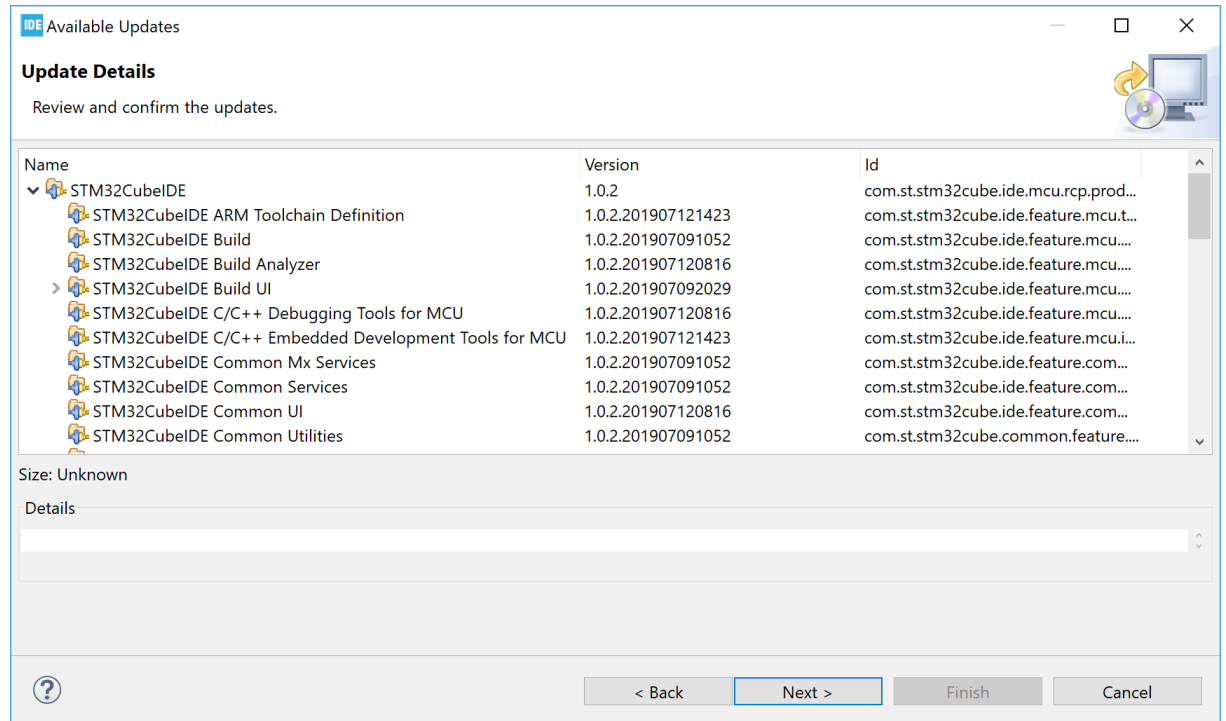 IDE Available Updates
Update Details
Review and confirm the updates.
Name Version Id
STM32CubeIDE 1.0.2 com.st.stm32cube.ide.mcu.rcp.prod...
STM32CubeIDE ARM Toolchain Definition 1.0.2.201907121423 com.st.stm32cube.ide.feature.mcu.t...
STM32CubeIDE Build 1.0.2.201907091052 com.st.stm32cube.ide.feature.mcu....
STM32CubeIDE Build Analyzer 1.0.2.201907120816 com.st.stm32cube.ide.feature.mcu....
STM32CubeIDE Build UI 1.0.2.201907092029 com.st.stm32cube.ide.feature.mcu....
STM32CubeIDE C/C++ Debugging Tools for MCU 1.0.2.201907120816 com.st.stm32cube.ide.feature.mcu....
STM32CubeIDE C/C++ Embedded Development Tools for MCU 1.0.2.201907121423 com.st.stm32cube.ide.feature.mcu.i...
STM32CubeIDE Common Mx Services 1.0.2.201907091052 com.st.stm32cube.ide.feature.com...
STM32CubeIDE Common Services 1.0.2.201907091052 com.st.stm32cube.ide.feature.com...
STM32CubeIDE Common UI 1.0.2.201907120816 com.st.stm32cube.ide.feature.com...
STM32CubeIDE Common Utilities 1.0.2.201907091052 com.st.stm32cube.common.feature....
Size: Unknown
Details
? < Back Next > Finish Cancel